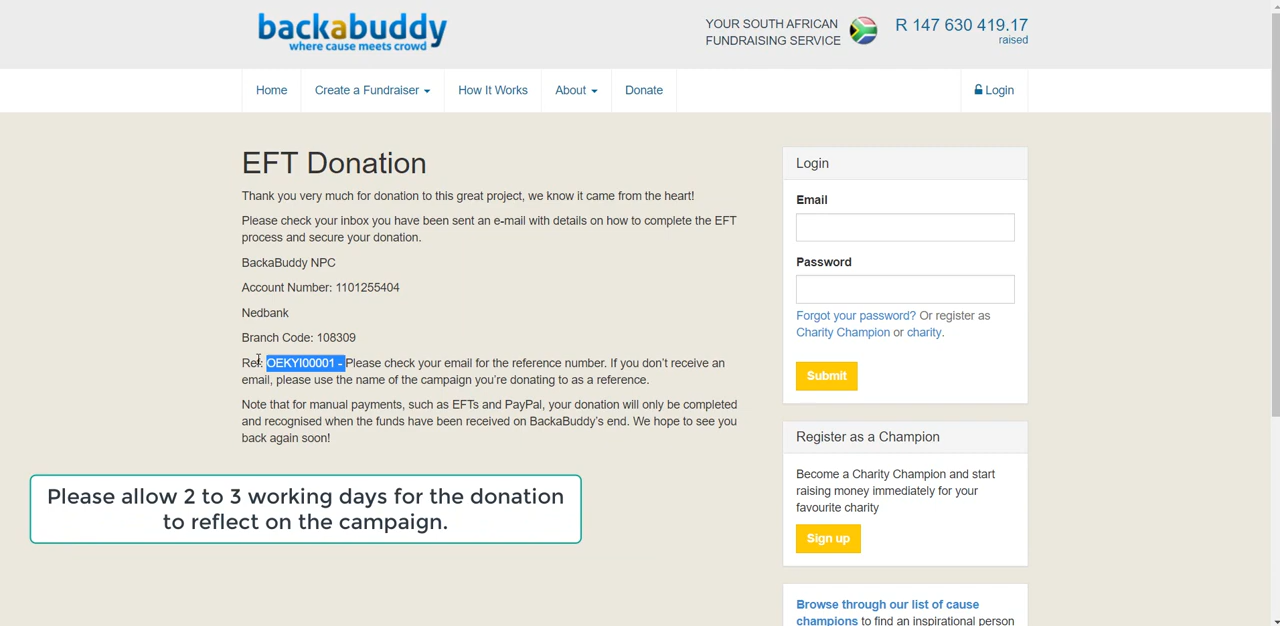 backabuddy
where cause meets crowd
YOUR SOUTH AFRICAN
FUNDRAISING SERVICE
R 147 630 419.17
raised
Home
Create a Fundraiser
How It Works
About
Donate
Login
EFT Donation
Thank you very much for donation to this great project, we know it came from the heart!
Please check your inbox you have been sent an e-mail with details on how to complete the EFT
process and secure your donation.
BackaBuddy NPC
Account Number: 1101255404
Nedbank
Branch Code: 108309
Ref: OEKYI00001 - Please check your email for the reference number. If you don't receive an
email, please use the name of the campaign you're donating to as a reference.
Note that for manual payments, such as EFTs and PayPal, your donation will only be completed
and recognised when the funds have been received on BackaBuddy's end. We hope to see you
back again soon!
Please allow 2 to 3 working days for the donation
to reflect on the campaign.
Login
Email
Password
Forgot your password? Or register as
Charity Champion or charity.
Submit
Register as a Champion
Become a Charity Champion and start
raising money immediately for your
favourite charity
Sign up
Browse through our list of cause
champions to find an inspirational person